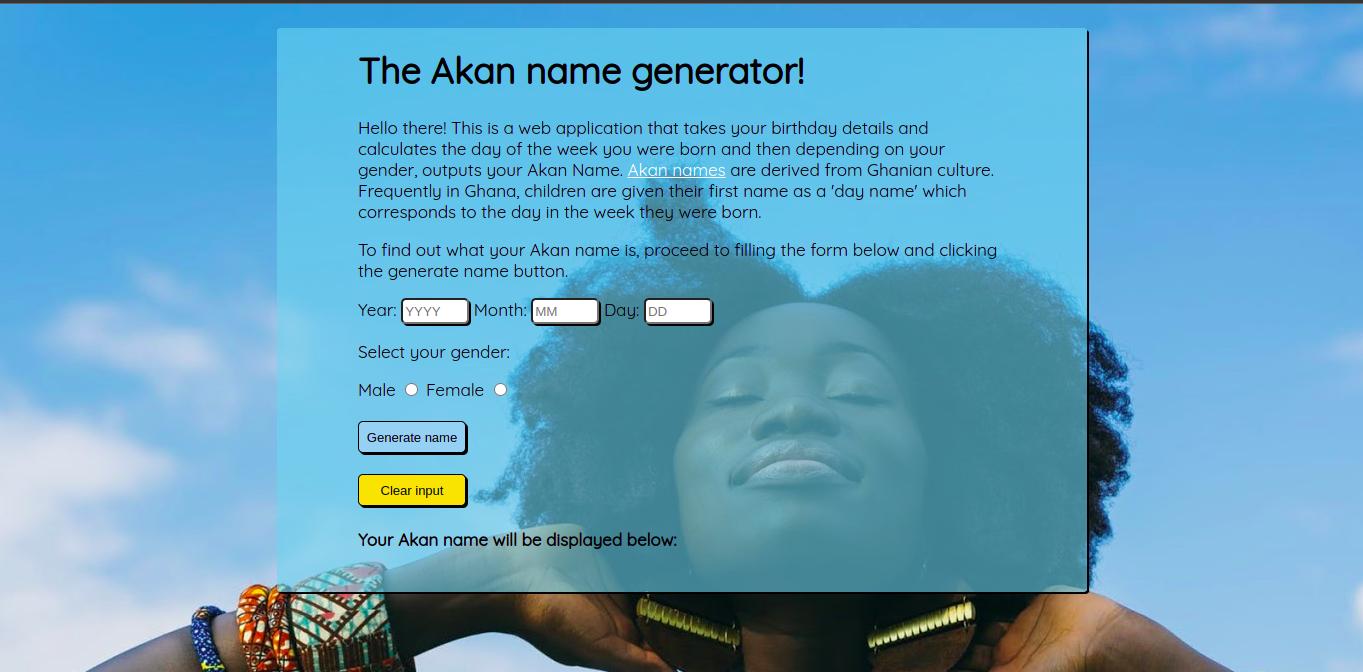 The Akan name generator!
Hello there! This is a web application that takes your birthday details and
calculates the day of the week you were born and then depending on your
gender, outputs your Akan Name. Akan names are derived from Ghanian culture.
Frequently in Ghana, children are given their first name as a 'day name' which
corresponds to the day in the week they were born.
To find out what your Akan name is, proceed to filling the form below and clicking
the generate name button.
Year: YYYY Month: MM Day: DD
Select your gender:
Male Female
Generate name
Clear input
Your Akan name will be displayed below: